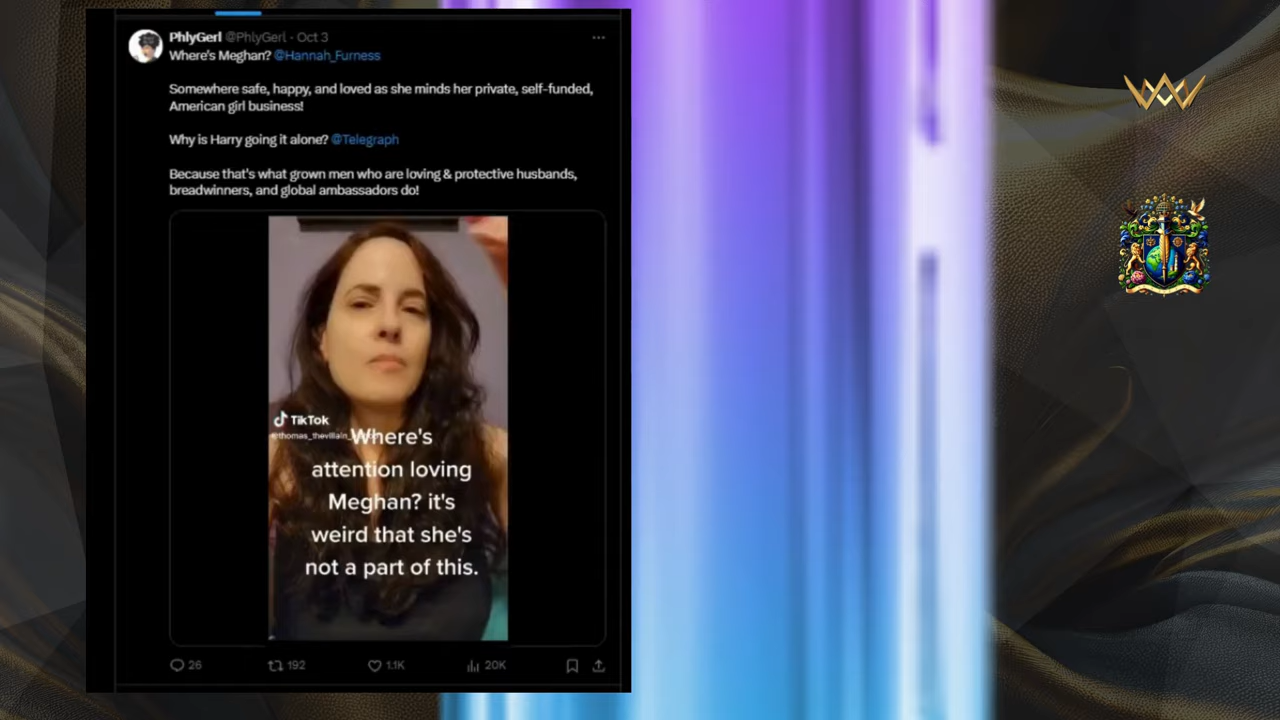 PhlyGerl @PhlyGerl · Oct 3
Where's Meghan? @Hannah_Furness
Somewhere safe, happy, and loved as she minds her private, self-funded,
American girl business!
Why is Harry going it alone? @Telegraph
Because that's what grown men who are loving & protective husbands,
breadwinners, and global ambassadors do!
TikTok
@thomas_thevillain_
Where's
attention loving
Meghan? it's
weird that she's
not a part of this.
26 192 1.1K 20K